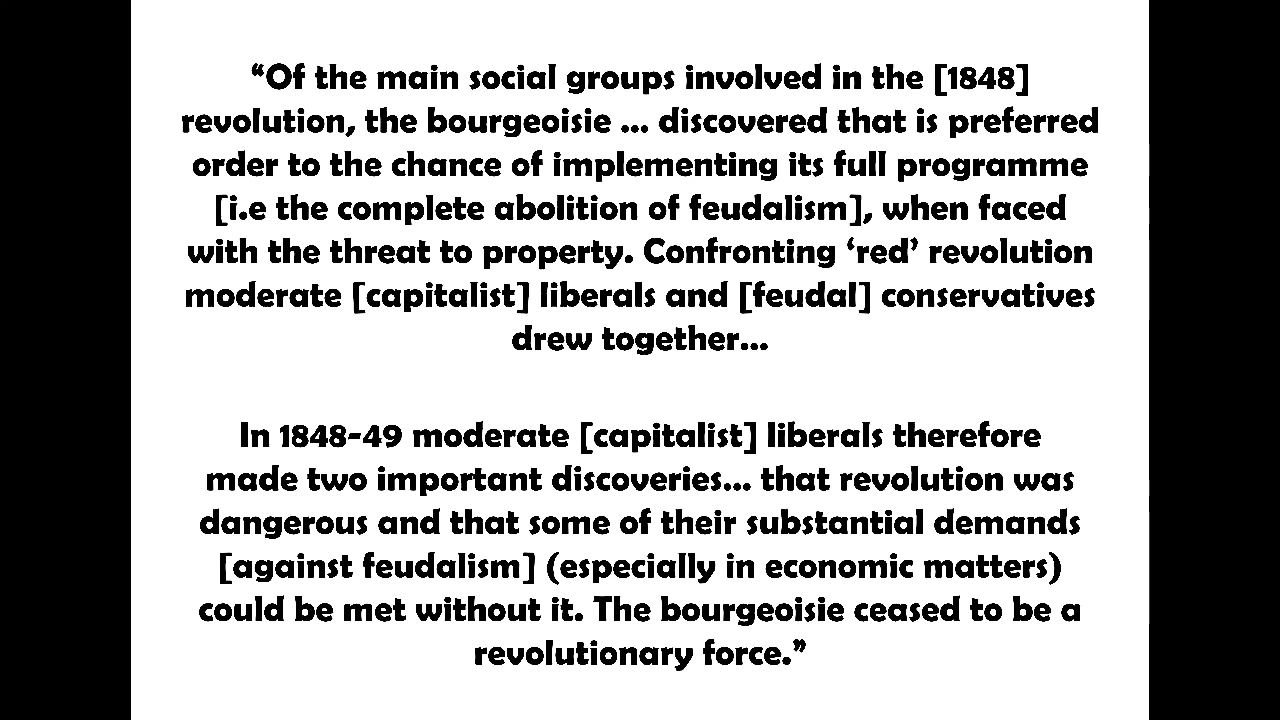 “Of the main social groups involved in the [1848]
revolution, the bourgeoisie ... discovered that is preferred
order to the chance of implementing its full programme
[i.e the complete abolition of feudalism], when faced
with the threat to property. Confronting ‘red’ revolution
moderate [capitalist] liberals and [feudal] conservatives
drew together...
In 1848-49 moderate [capitalist] liberals therefore
made two important discoveries... that revolution was
dangerous and that some of their substantial demands
[against feudalism] (especially in economic matters)
could be met without it. The bourgeoisie ceased to be a
revolutionary force.”